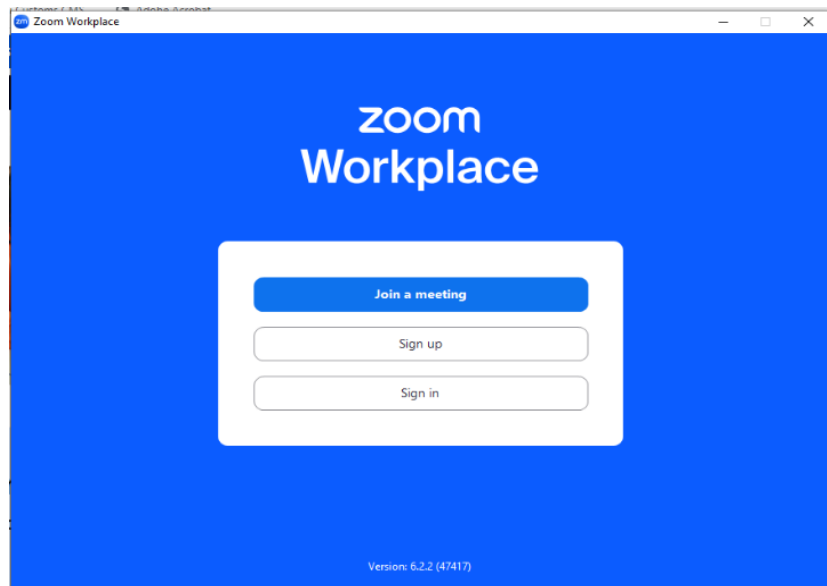 Zoom Workplace
zoom
Workplace
Join a meeting
Sign up
Sign in
Version: 6.2.2 (47417)